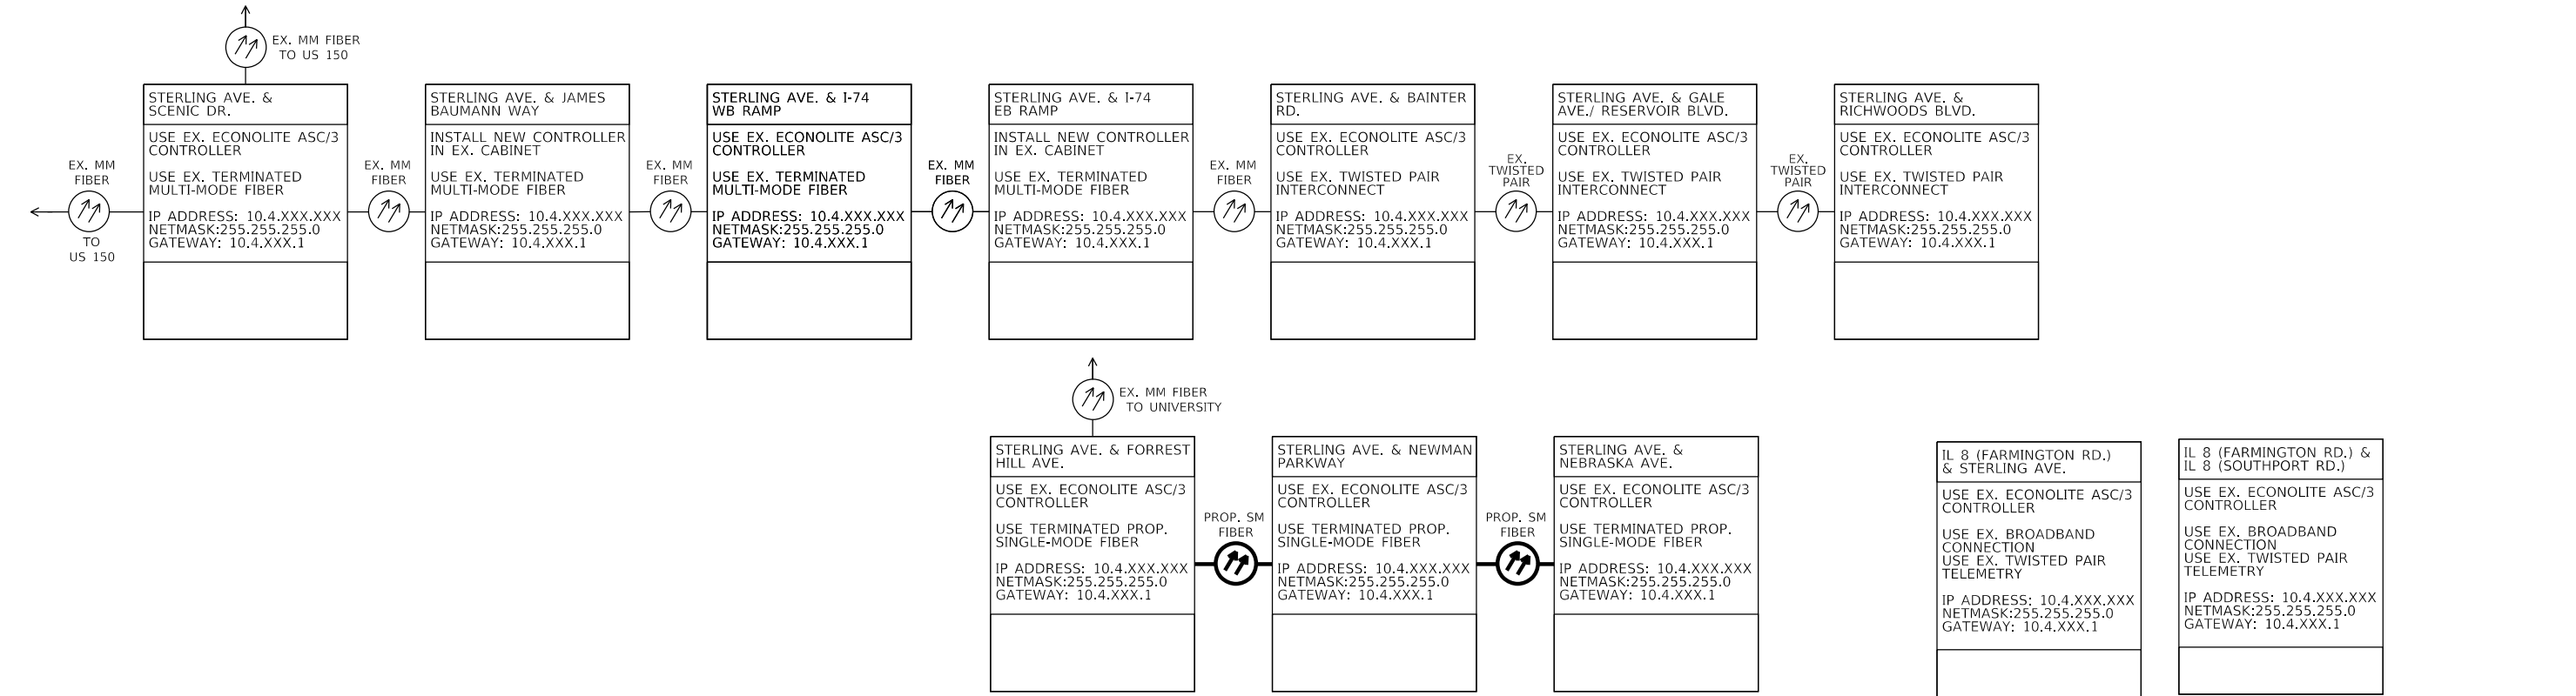 EX. MM FIBER
TO US 150
EX. MM
FIBER
TO
US 150
STERLING AVE. &
SCENIC DR.
USE EX. ECONOLITE ASC/3
CONTROLLER
USE EX. TERMINATED
MULTI-MODE FIBER
IP ADDRESS: 10.4.XXX.XXX
NETMASK:255.255.255.0
GATEWAY: 10.4.XXX.1
EX. MM
FIBER
STERLING AVE. & JAMES
BAUMANN WAY
INSTALL NEW CONTROLLER
IN EX. CABINET
USE EX. TERMINATED
MULTI-MODE FIBER
IP ADDRESS: 10.4.XXX.XXX
NETMASK:255.255.255.0
GATEWAY: 10.4.XXX.1
EX. MM
FIBER
STERLING AVE. & I-74
WB RAMP
USE EX. ECONOLITE ASC/3
CONTROLLER
USE EX. TERMINATED
MULTI-MODE FIBER
IP ADDRESS: 10.4.XXX.XXX
NETMASK:255.255.255.0
GATEWAY: 10.4.XXX.1
EX. MM
FIBER
STERLING AVE. & I-74
EB RAMP
INSTALL NEW CONTROLLER
IN EX. CABINET
USE EX. TERMINATED
MULTI-MODE FIBER
IP ADDRESS: 10.4.XXX.XXX
NETMASK:255.255.255.0
GATEWAY: 10.4.XXX.1
EX. MM
FIBER
STERLING AVE. & BAINTER
RD.
USE EX. ECONOLITE ASC/3
CONTROLLER
USE EX. TWISTED PAIR
INTERCONNECT
IP ADDRESS: 10.4.XXX.XXX
NETMASK:255.255.255.0
GATEWAY: 10.4.XXX.1
EX.
TWISTED
PAIR
STERLING AVE. & GALE
AVE./ RESERVOIR BLVD.
USE EX. ECONOLITE ASC/3
CONTROLLER
USE EX. TWISTED PAIR
INTERCONNECT
IP ADDRESS: 10.4.XXX.XXX
NETMASK:255.255.255.0
GATEWAY: 10.4.XXX.1
EX.
TWISTED
PAIR
STERLING AVE. &
RICHWOODS BLVD.
USE EX. ECONOLITE ASC/3
CONTROLLER
USE EX. TWISTED PAIR
INTERCONNECT
IP ADDRESS: 10.4.XXX.XXX
NETMASK:255.255.255.0
GATEWAY: 10.4.XXX.1
EX. MM FIBER
TO UNIVERSITY
STERLING AVE. & FORREST
HILL AVE.
USE EX. ECONOLITE ASC/3
CONTROLLER
USE TERMINATED PROP.
SINGLE-MODE FIBER
IP ADDRESS: 10.4.XXX.XXX
NETMASK:255.255.255.0
GATEWAY: 10.4.XXX.1
PROP. SM
FIBER
STERLING AVE. & NEWMAN
PARKWAY
USE EX. ECONOLITE ASC/3
CONTROLLER
USE TERMINATED PROP.
SINGLE-MODE FIBER
IP ADDRESS: 10.4.XXX.XXX
NETMASK:255.255.255.0
GATEWAY: 10.4.XXX.1
PROP. SM
FIBER
STERLING AVE. &
NEBRASKA AVE.
USE EX. ECONOLITE ASC/3
CONTROLLER
USE TERMINATED PROP.
SINGLE-MODE FIBER
IP ADDRESS: 10.4.XXX.XXX
NETMASK:255.255.255.0
GATEWAY: 10.4.XXX.1
IL 8 (FARMINGTON RD.)
& STERLING AVE.
USE EX. ECONOLITE ASC/3
CONTROLLER
USE EX. BROADBAND
CONNECTION
USE EX. TWISTED PAIR
TELEMETRY
IP ADDRESS: 10.4.XXX.XXX
NETMASK:255.255.255.0
GATEWAY: 10.4.XXX.1
IL 8 (FARMINGTON RD.) &
IL 8 (SOUTHPORT RD.)
USE EX. ECONOLITE ASC/3
CONTROLLER
USE EX. BROADBAND
CONNECTION
USE EX. TWISTED PAIR
TELEMETRY
IP ADDRESS: 10.4.XXX.XXX
NETMASK:255.255.255.0
GATEWAY: 10.4.XXX.1